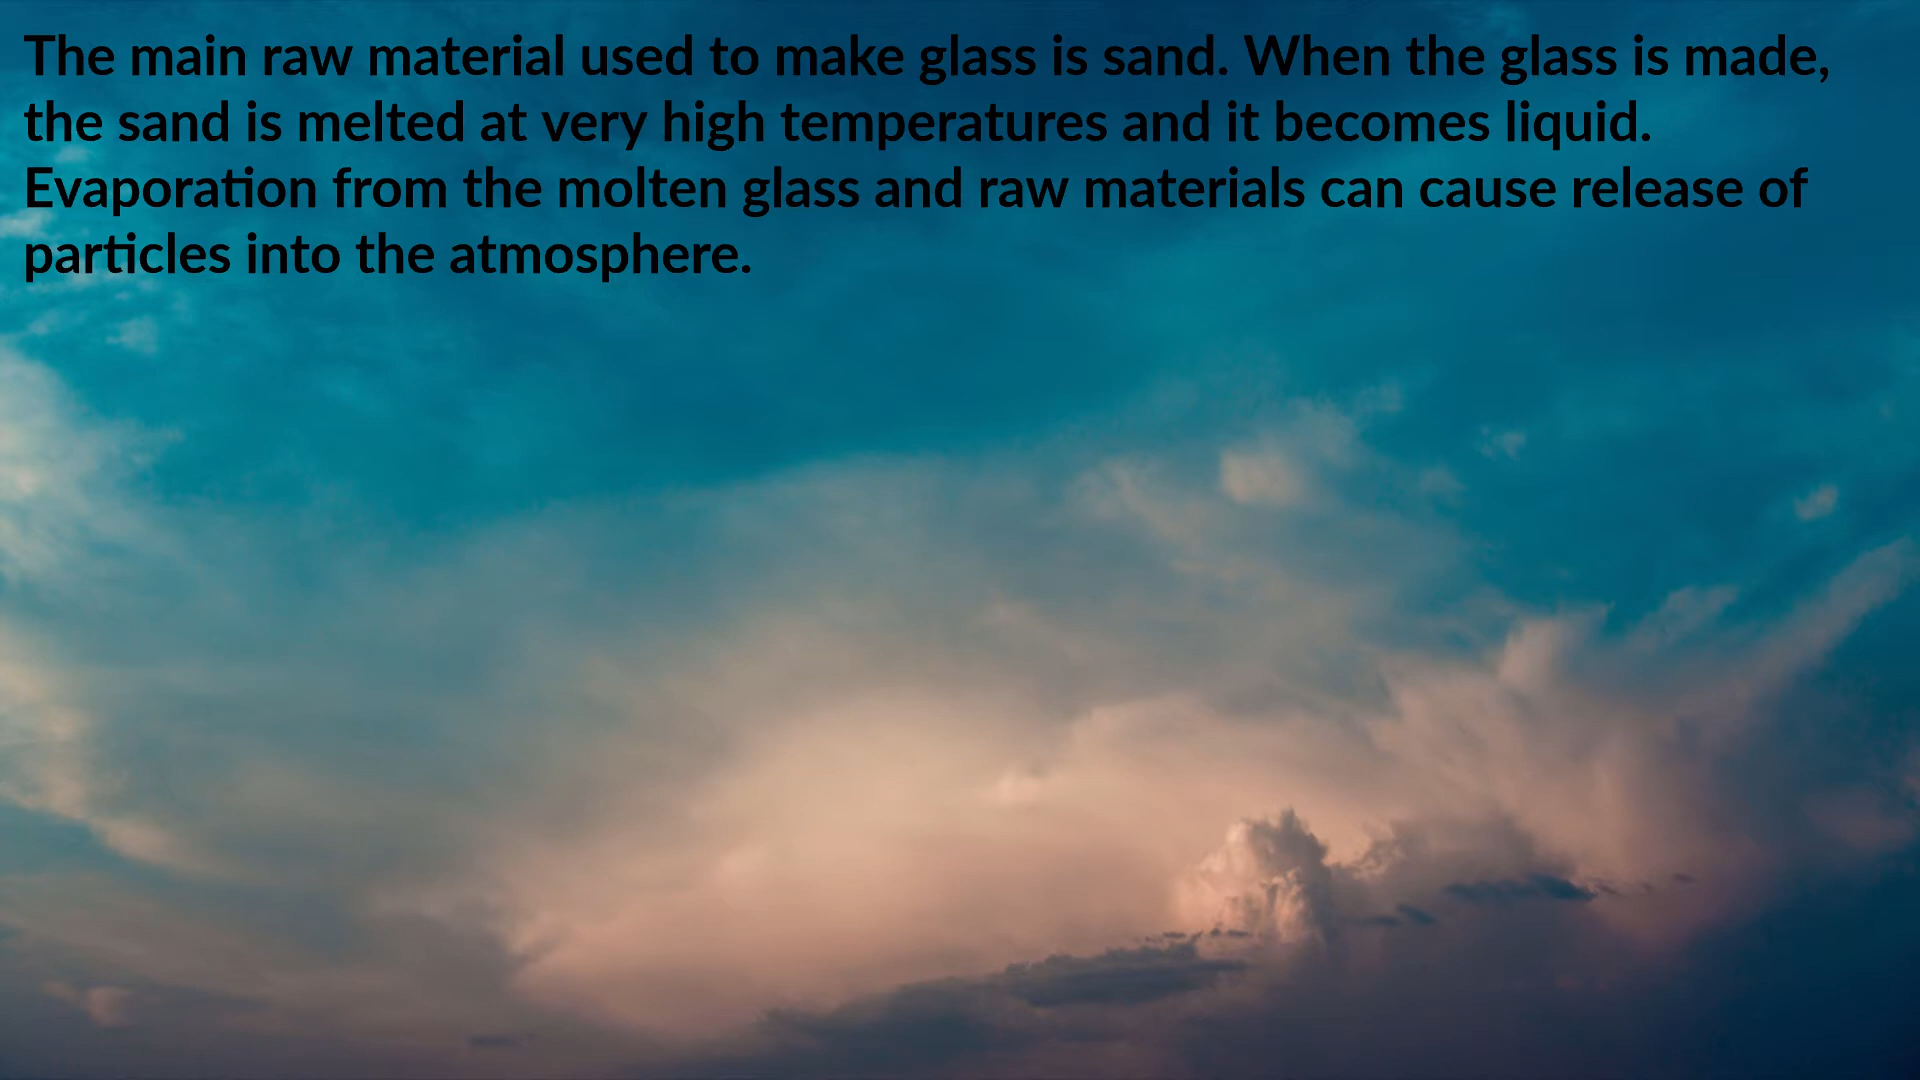 The main raw material used to make glass is sand. When the glass is made,
the sand is melted at very high temperatures and it becomes liquid.
Evaporation from the molten glass and raw materials can cause release of
particles into the atmosphere.